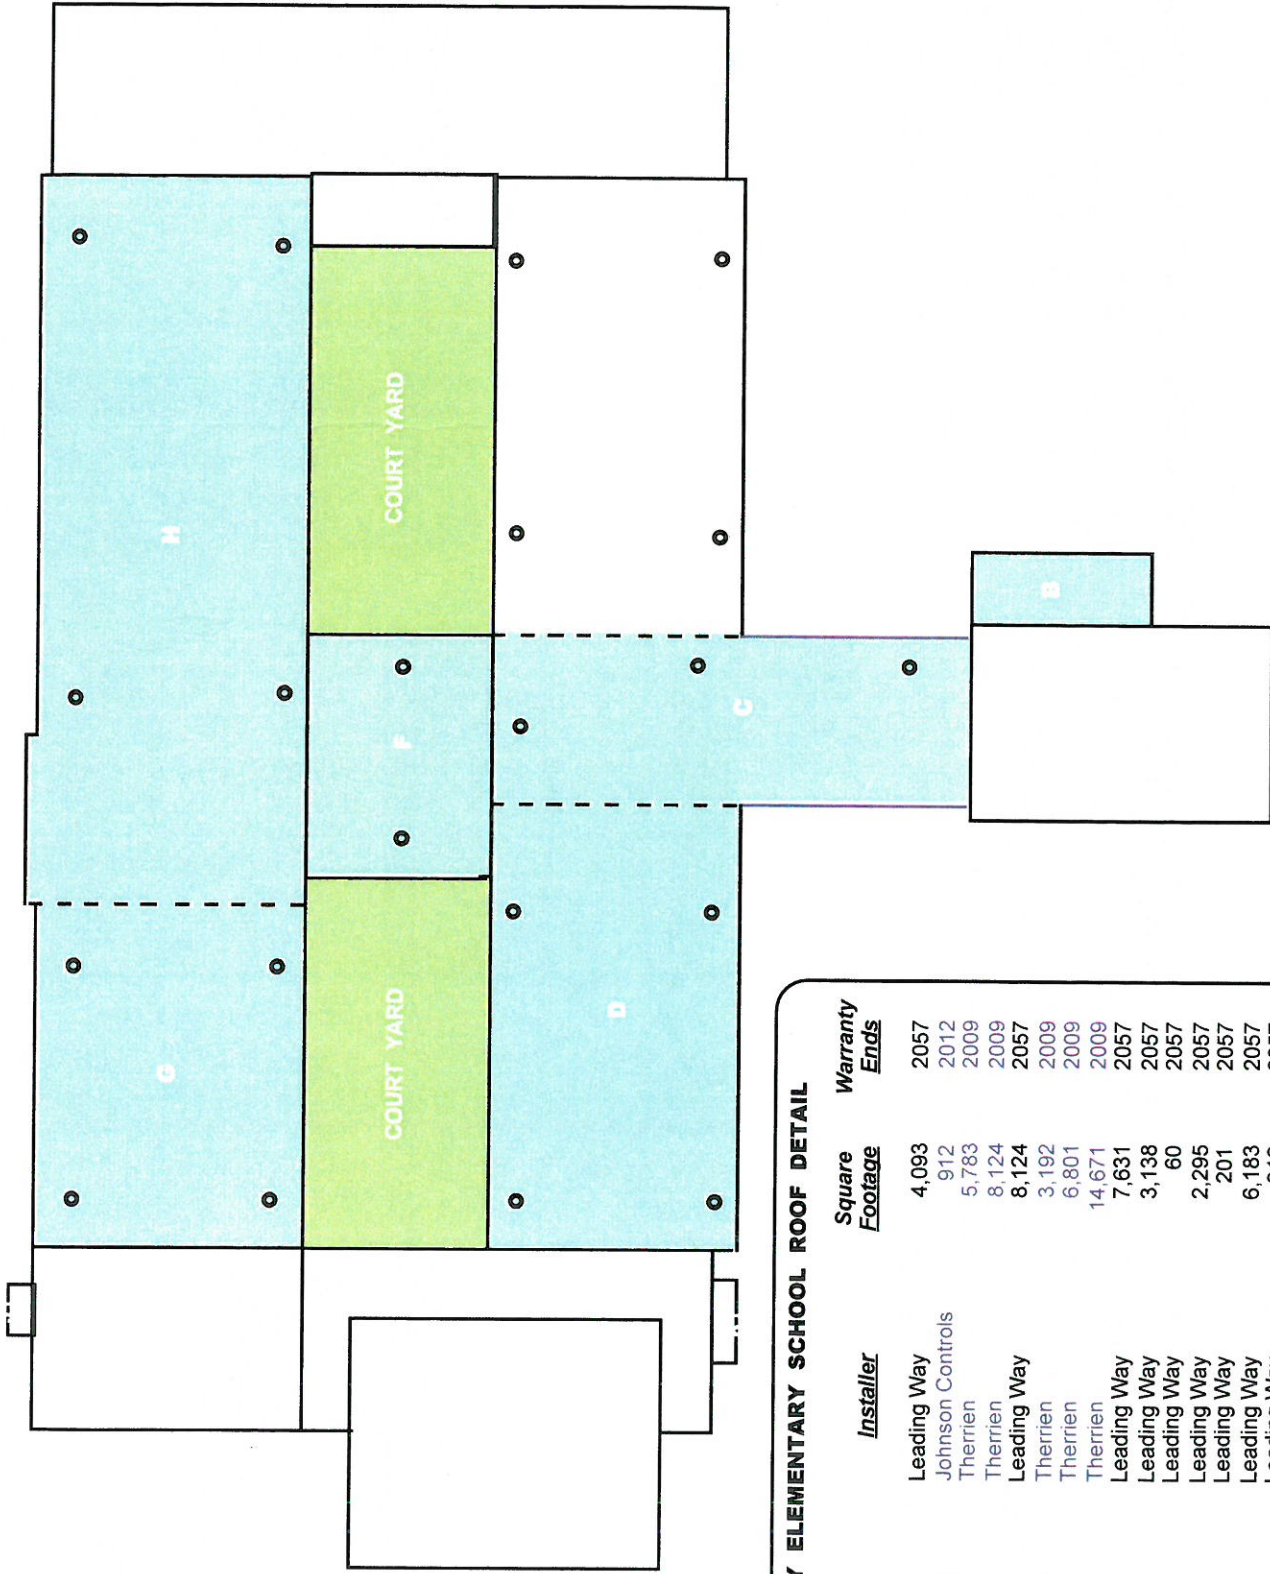 H
COURT YARD
F
G
COURT YARD
C
B
D
ELEMENTARY SCHOOL ROOF DETAIL
Installer Square Footage Warranty Ends
Leading Way 4,093 2057
Johnson Controls 912 2012
Therrien 5,783 2009
Therrien 8,124 2009
Leading Way 8,124 2057
Therrien 3,192 2009
Therrien 6,801 2009
Therrien 14,671 2009
Leading Way 7,631 2057
Leading Way 3,138 2057
Leading Way 60 2057
Leading Way 2,295 2057
Leading Way 201 2057
Leading Way 6,183 2057
Leading Way